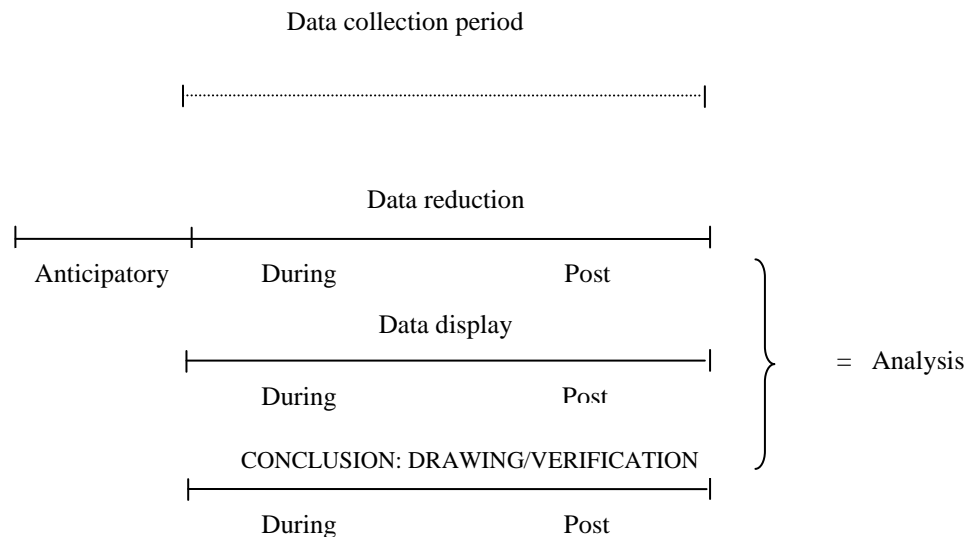 Data collection period
Data reduction
Anticipatory During Post
Data display
= Analysis
During Post
CONCLUSION: DRAWING/VERIFICATION
During Post